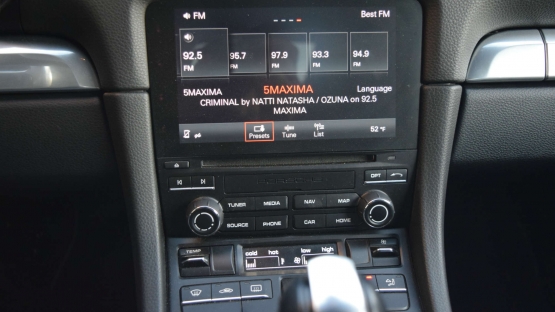 FM
Best FM
92.5 95.7 97.9 93.3 94.9
FM FM FM FM FM
5MAXIMA 5MAXIMA Language
CRIMINAL by NATTI NATASHA / OZUNA on 92.5
MAXIMA
Presets Tune List 52 °F
TUNER MEDIA NAV MAP OPT
SOURCE PHONE CAR HOME
TEMP cold hot low high